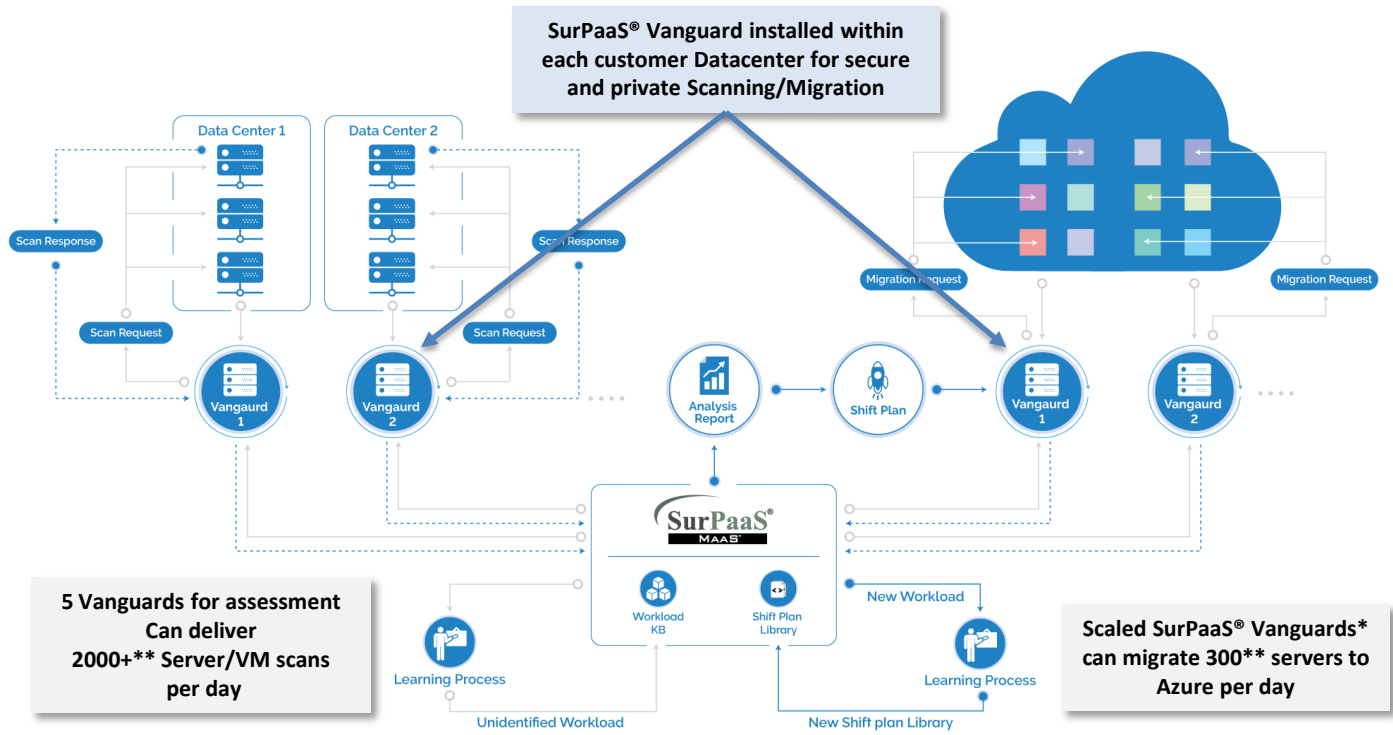 SurPaaS® Vanguard installed within
each customer Datacenter for secure
and private Scanning/Migration
Data Center 1
Data Center 2
Scan Response
Scan Response
Scan Request
Scan Request
Migration Request
Migration Request
Vangaurd
1
Vangaurd
2
Analysis
Report
Shift Plan
Vangaurd
1
Vangaurd
2
SurPaaS®
MaaS®
Workload
KB
Shift Plan
Library
5 Vanguards for assessment
Can deliver
2000+** Server/VM scans
per day
Learning Process
Unidentified Workload
New Workload
Learning Process
New Shift plan Library
Scaled SurPaaS® Vanguards*
can migrate 300** servers to
Azure per day